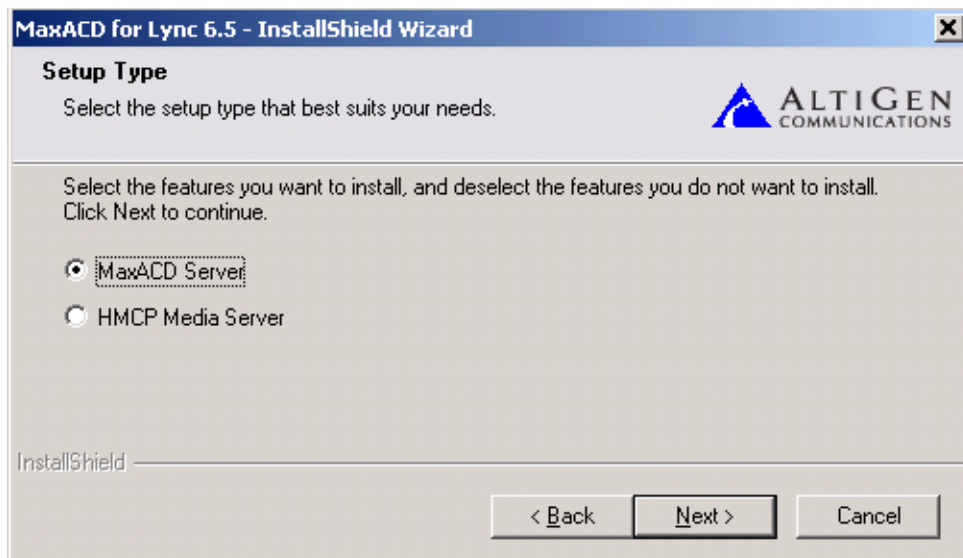 MaxACD for Lync 6.5 - InstallShield Wizard
Setup Type
Select the setup type that best suits your needs.
ALTIGEN
COMMUNICATIONS
Select the features you want to install, and deselect the features you do not want to install.
Click Next to continue.
MaxACD Server
HMCP Media Server
InstallShield
< Back
Next >
Cancel